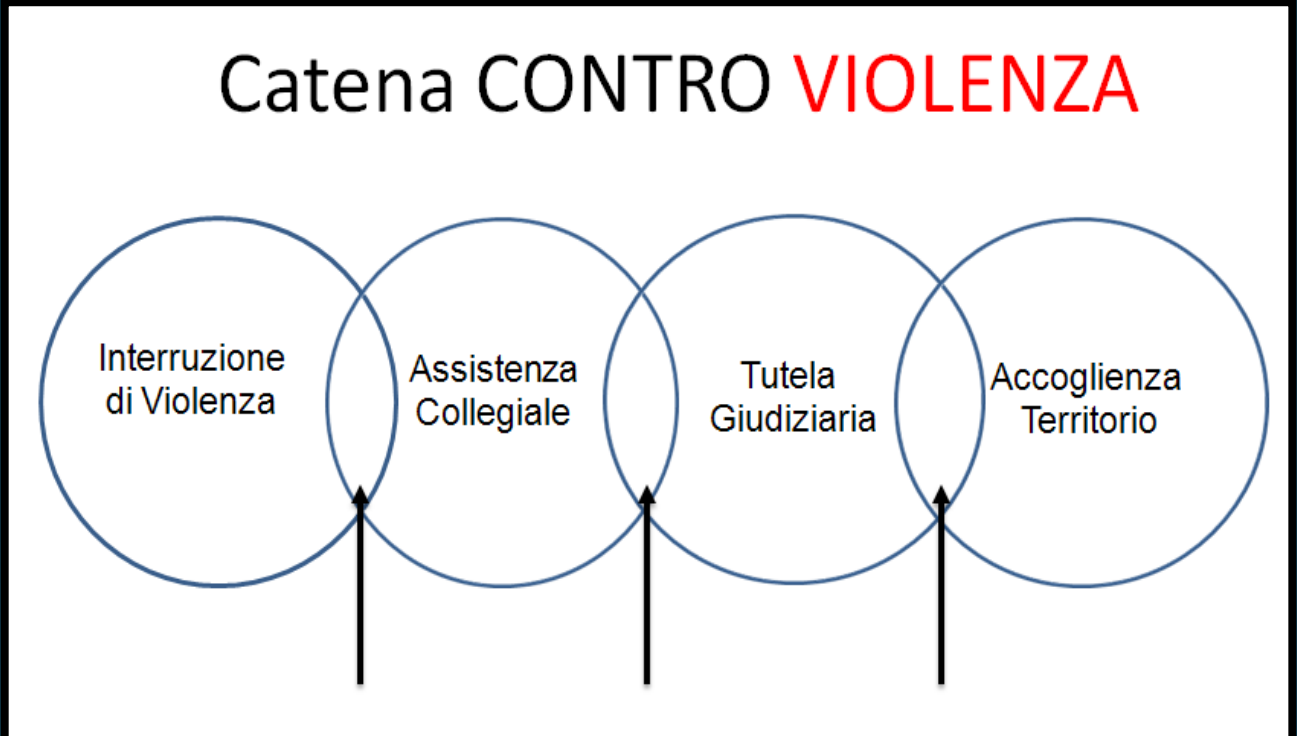 Catena CONTRO VIOLENZA
Interruzione
di Violenza
Assistenza
Collegiale
Tutela
Giudiziaria
Accoglienza
Territorio